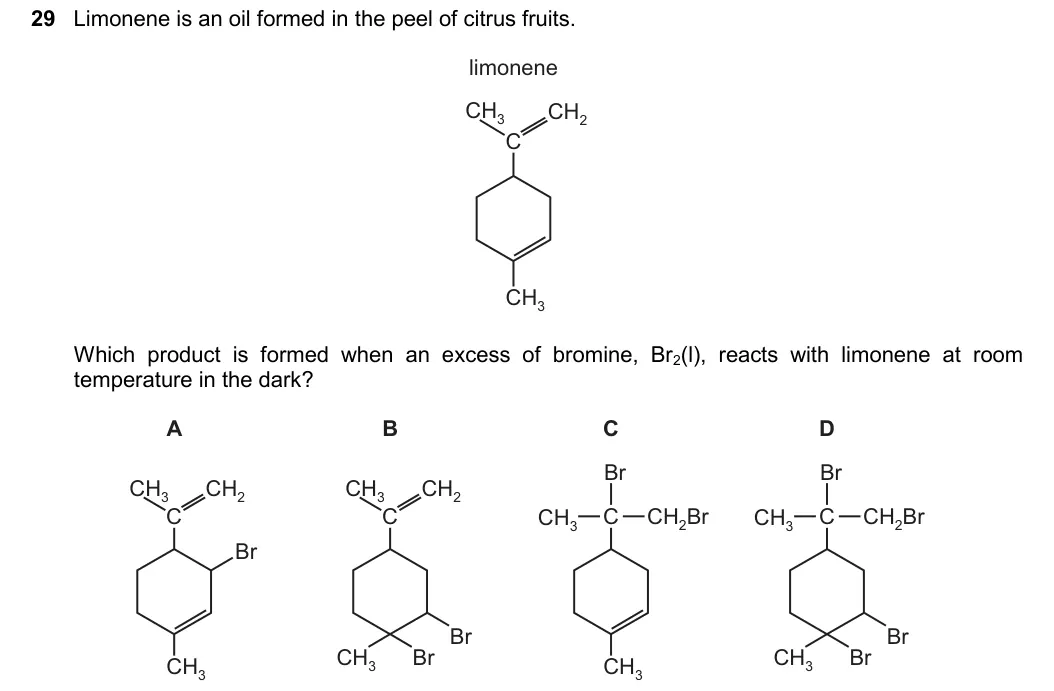 29 Limonene is an oil formed in the peel of citrus fruits.
limonene
CH3 CH2
C
CH3
Which product is formed when an excess of bromine, Br2(l), reacts with limonene at room
temperature in the dark?
A B C D
Br Br
CH3 CH2 CH3 CH2
C C CH3—C—CH2Br CH3—C—CH2Br
Br
Br Br
CH3 CH3 Br CH3 CH3 Br